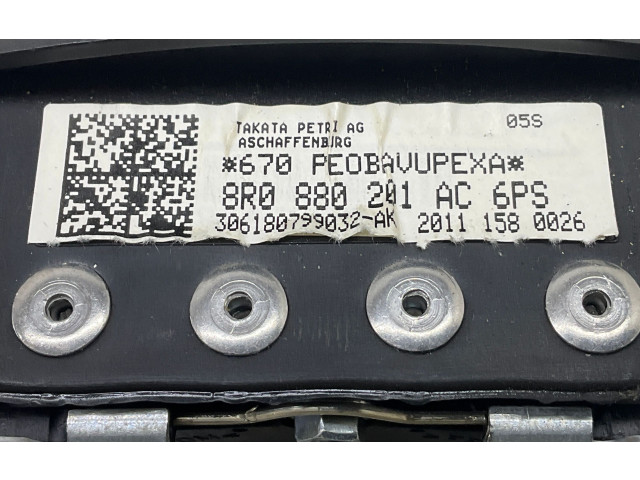 05S
TAKATA PETRI AG
ASCHAFFENBURG
*670 PEOBAVUPEXA*
8R0 880 201 AC 6PS
306180799032-AK 2011 158 0026